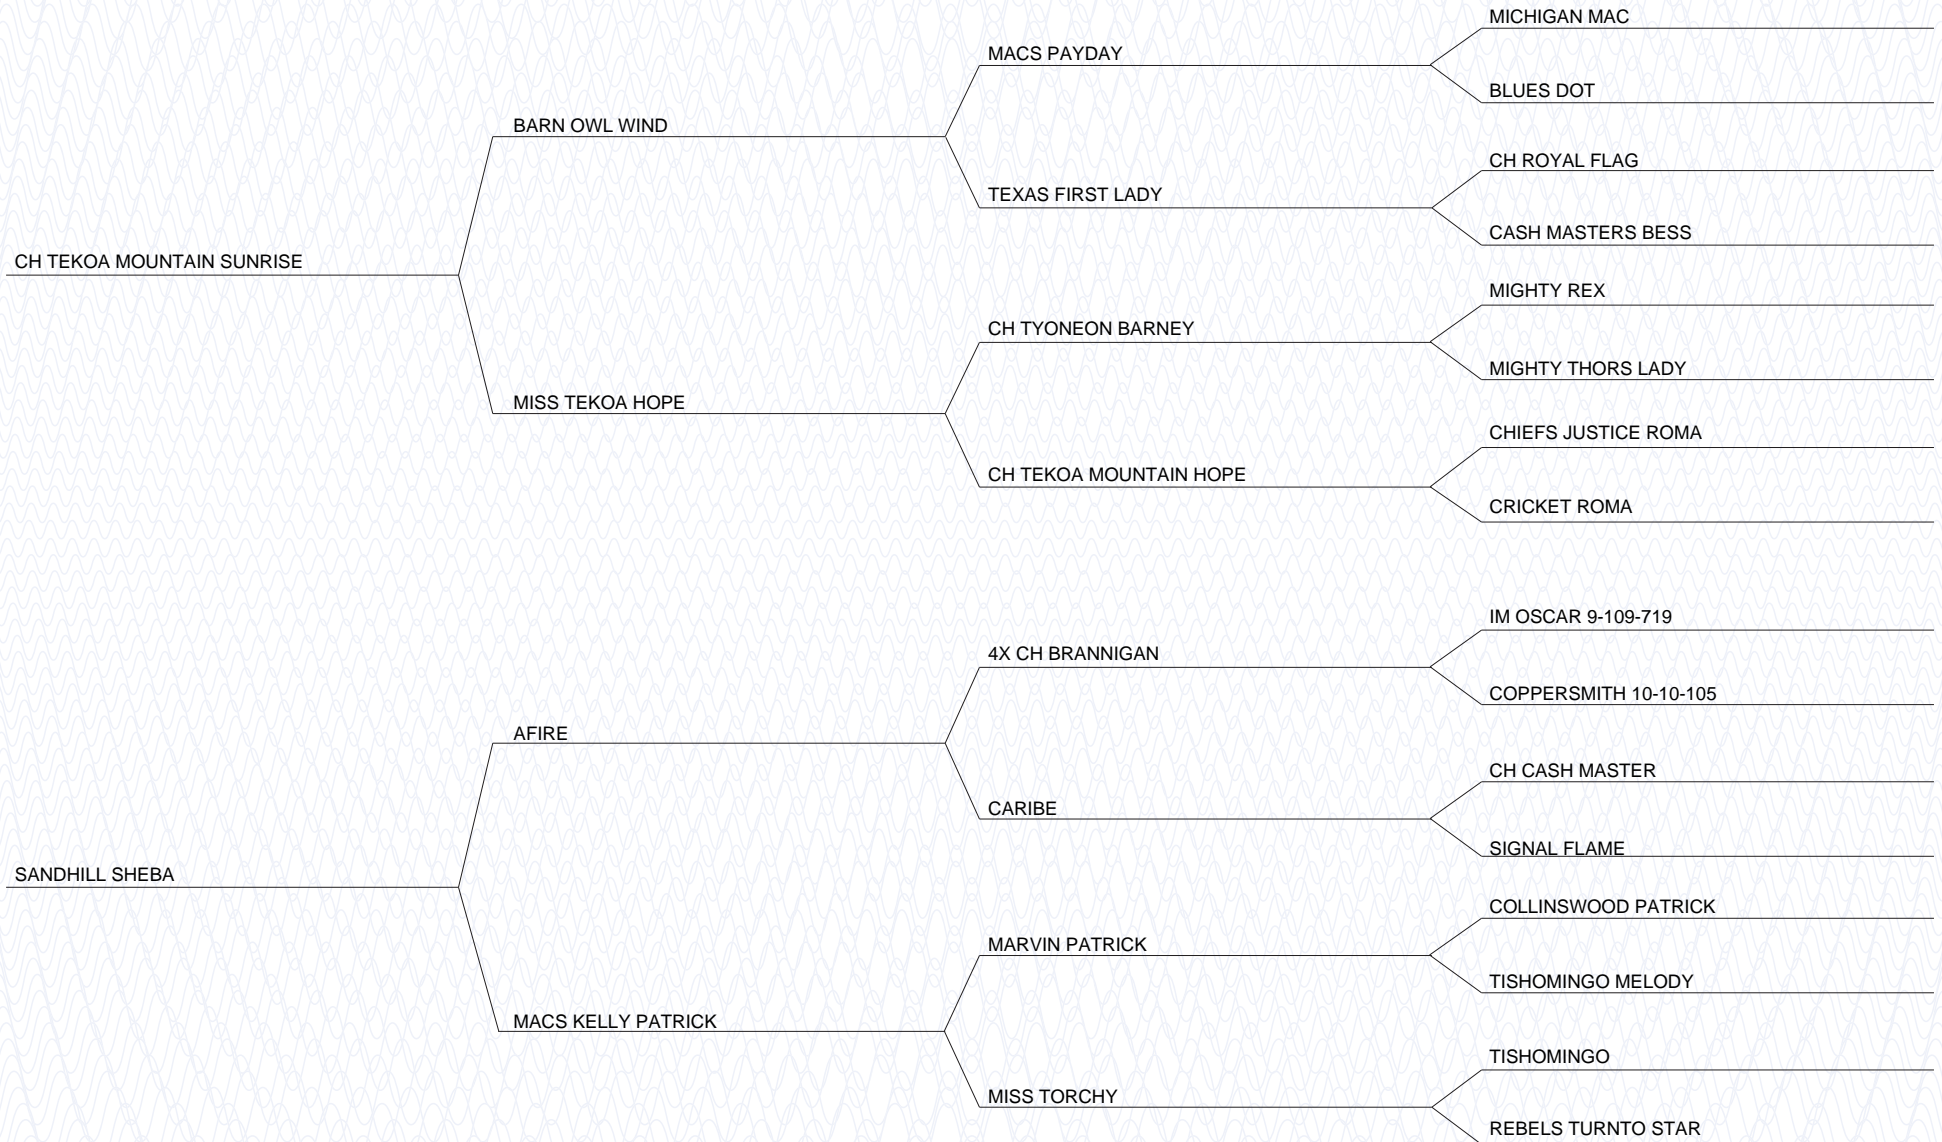 MICHIGAN MAC
MACS PAYDAY
BLUES DOT
BARN OWL WIND
CH ROYAL FLAG
TEXAS FIRST LADY
CASH MASTERS BESS
CH TEKOA MOUNTAIN SUNRISE
MIGHTY REX
CH TYONEON BARNEY
MIGHTY THORS LADY
MISS TEKOA HOPE
CHIEFS JUSTICE ROMA
CH TEKOA MOUNTAIN HOPE
CRICKET ROMA
IM OSCAR 9-109-719
4X CH BRANNIGAN
COPPERSMITH 10-10-105
AFIRE
CH CASH MASTER
CARIBE
SIGNAL FLAME
SANDHILL SHEBA
COLLINSWOOD PATRICK
MARVIN PATRICK
TISHOMINGO MELODY
MACS KELLY PATRICK
TISHOMINGO
MISS TORCHY
REBELS TURNTO STAR